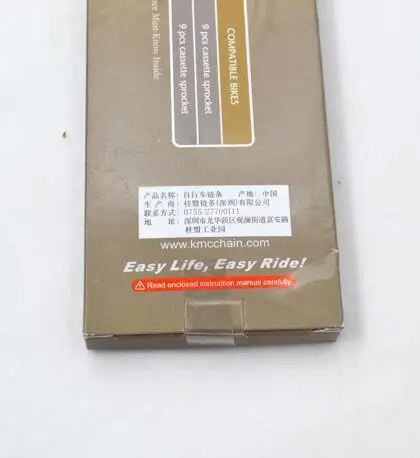 COMPATIBLE BIKES
9 pcs cassette sprocket
9 pcs cassette sprocket
Must-Know Inside
产品名称: 自行车链条 产地: 中国
生 产 商: 桂盟链条(深圳)有限公司
联系方式: 0755-27700111
地 址: 深圳市龙华新区观澜街道富安路
桂盟工业园
www.kmcchain.com
Easy Life, Easy Ride!
Read enclosed instruction manual carefully